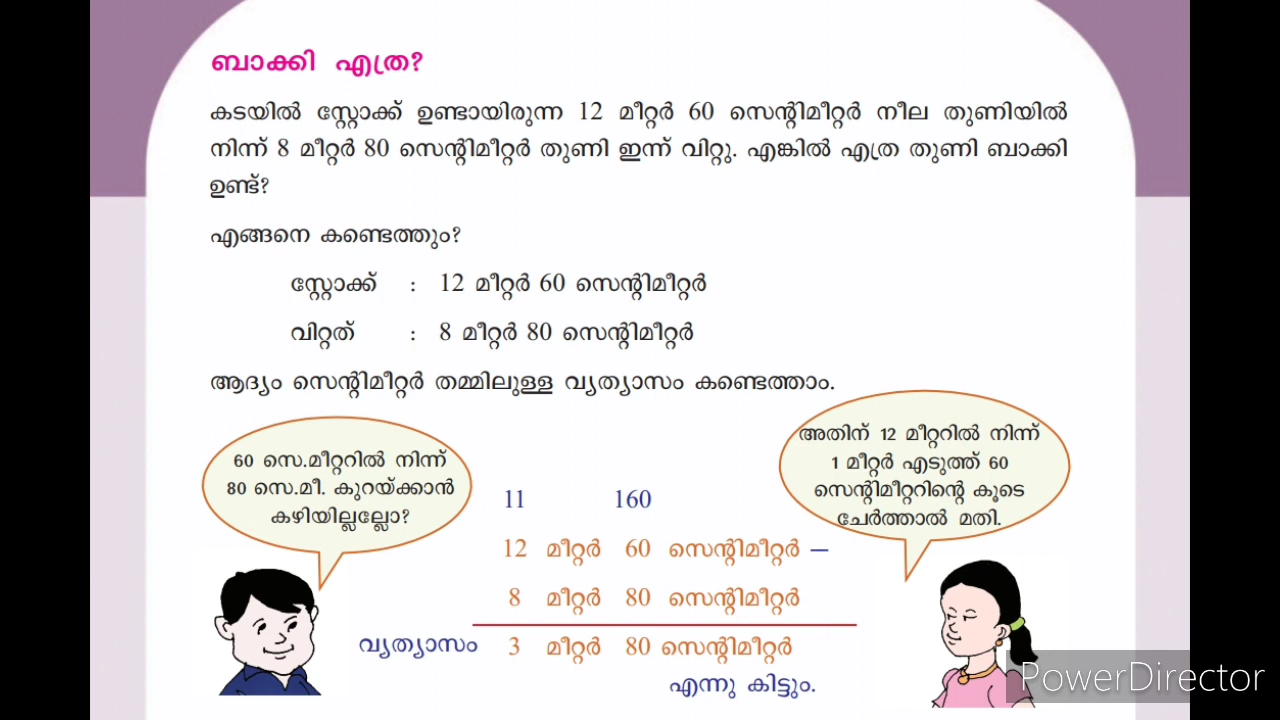 ബാക്കി എത്ര?
കടയിൽ സ്റ്റോക്ക് ഉണ്ടായിരുന്ന 12 മീറ്റർ 60 സെന്റിമീറ്റർ നീല തുണിയിൽ
നിന്ന് 8 മീറ്റർ 80 സെന്റിമീറ്റർ തുണി ഇന്ന് വിറ്റു. എങ്കിൽ എത്ര തുണി ബാക്കി
ഉണ്ട്?
എങ്ങനെ കണ്ടെത്തും?
സ്റ്റോക്ക് : 12 മീറ്റർ 60 സെന്റിമീറ്റർ
വിറ്റത് : 8 മീറ്റർ 80 സെന്റിമീറ്റർ
ആദ്യം സെന്റിമീറ്റർ തമ്മിലുള്ള വ്യത്യാസം കണ്ടെത്താം.
60 സെ.മീറ്ററിൽ നിന്ന്
80 സെ.മീ. കുറയ്ക്കാൻ
കഴിയില്ലല്ലോ?
അതിന് 12 മീറ്ററിൽ നിന്ന്
1 മീറ്റർ എടുത്ത് 60
സെന്റിമീറ്ററിന്റെ കൂടെ
ചേർത്താൽ മതി.
11 160
12 മീറ്റർ 60 സെന്റിമീറ്റർ –
8 മീറ്റർ 80 സെന്റിമീറ്റർ
വ്യത്യാസം 3 മീറ്റർ 80 സെന്റിമീറ്റർ
എന്നു കിട്ടും.
PowerDirector